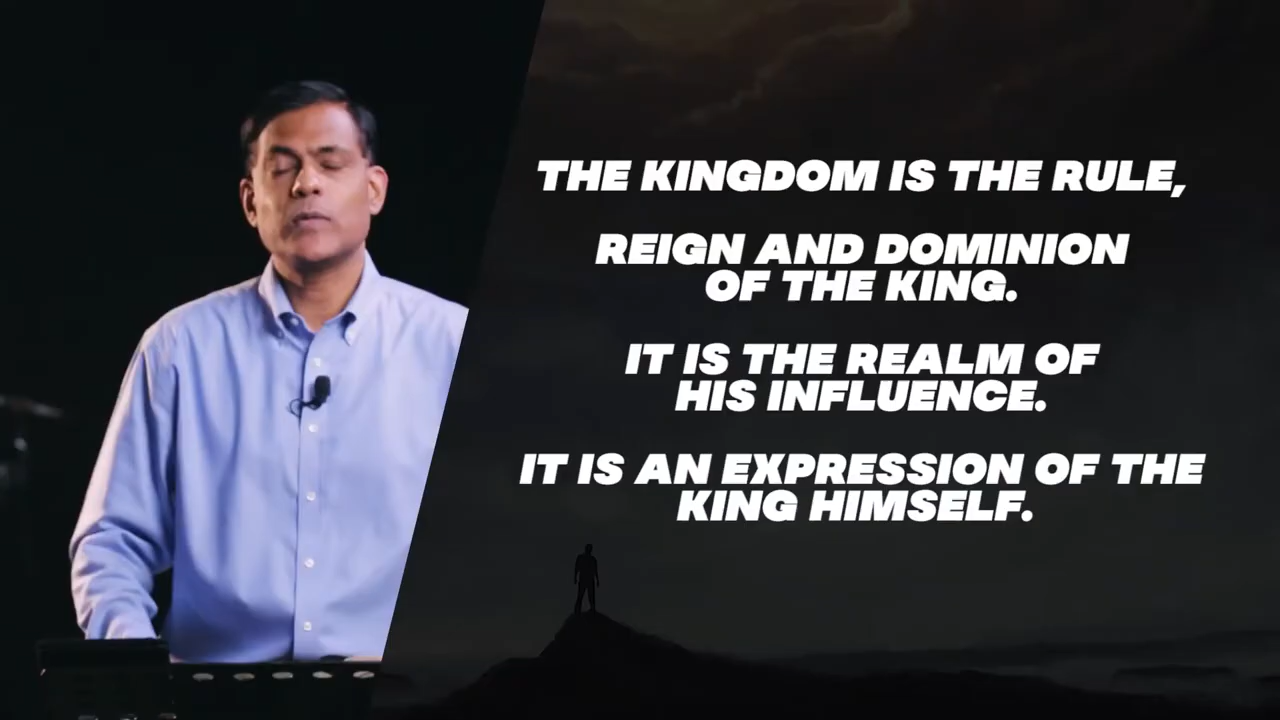 THE KINGDOM IS THE RULE,
REIGN AND DOMINION
OF THE KING.
IT IS THE REALM OF
HIS INFLUENCE.
IT IS AN EXPRESSION OF THE
KING HIMSELF.